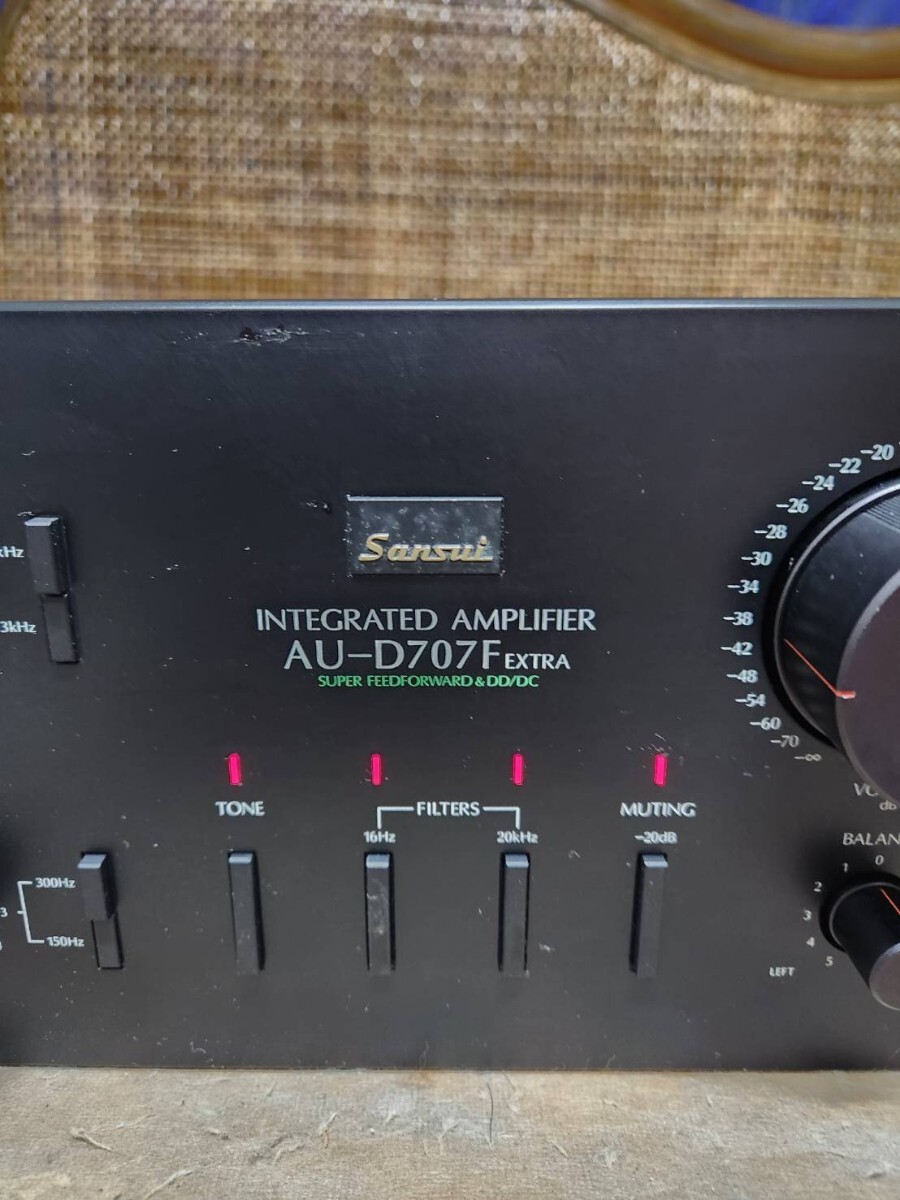 Sansui
INTEGRATED AMPLIFIER
AU-D707F EXTRA
SUPER FEEDFORWARD & DD/DC
kHz
3kHz
-20
-22
-24
-26
-28
-30
-34
-38
-42
-48
-54
-60
-70
-∞
dB
TONE
FILTERS
MUTING
16Hz
20kHz
-20dB
300Hz
150Hz
BALAN
0
1
2
3
4
5
LEFT